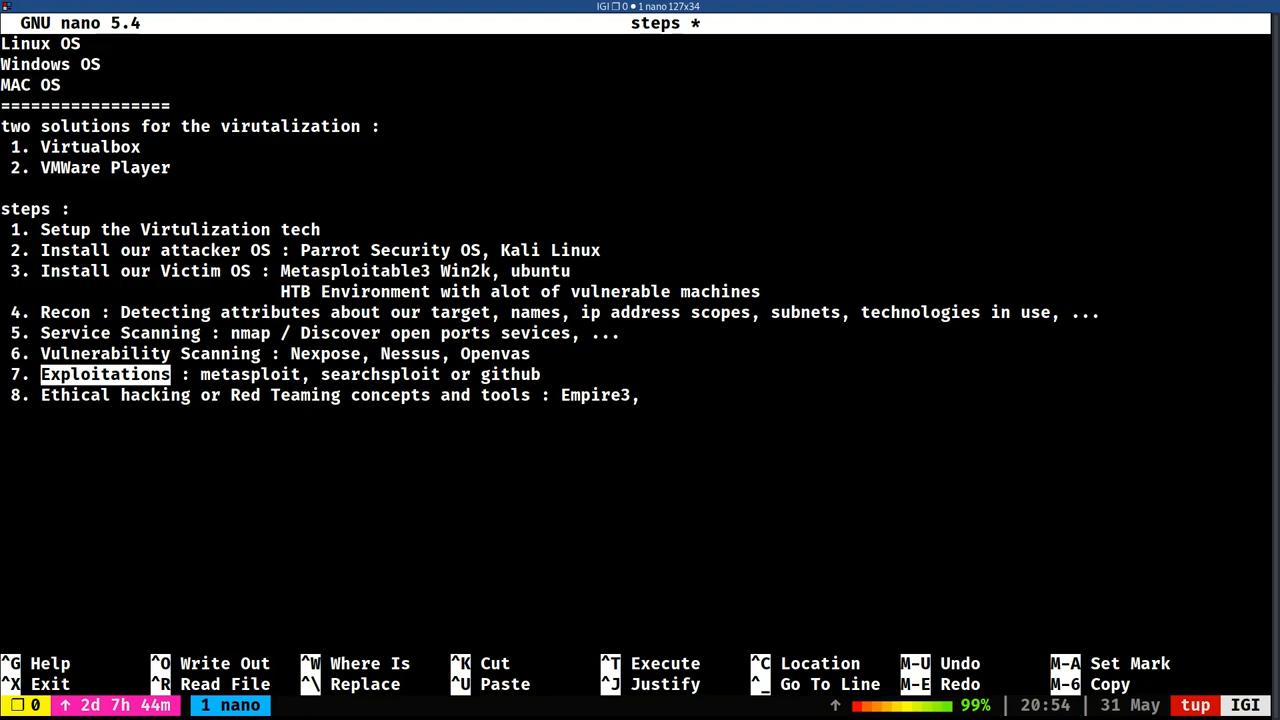 IGI ❐ 0 ● 1 nano 127x34
GNU nano 5.4 steps *
Linux OS
Windows OS
MAC OS
=================
two solutions for the virutalization :
1. Virtualbox
2. VMWare Player
steps :
1. Setup the Virtulization tech
2. Install our attacker OS : Parrot Security OS, Kali Linux
3. Install our Victim OS : Metasploitable3 Win2k, ubuntu
HTB Environment with alot of vulnerable machines
4. Recon : Detecting attributes about our target, names, ip address scopes, subnets, technologies in use, ...
5. Service Scanning : nmap / Discover open ports sevices, ...
6. Vulnerability Scanning : Nexpose, Nessus, Openvas
7. Exploitations : metasploit, searchsploit or github
8. Ethical hacking or Red Teaming concepts and tools : Empire3,
^G Help ^O Write Out ^W Where Is ^K Cut ^T Execute ^C Location M-U Undo M-A Set Mark
^X Exit ^R Read File ^\ Replace ^U Paste ^J Justify ^_ Go To Line M-E Redo M-6 Copy
❐ 0 ↑ 2d 7h 44m 1 nano ↑ 99% | 20:54 | 31 May tup IGI